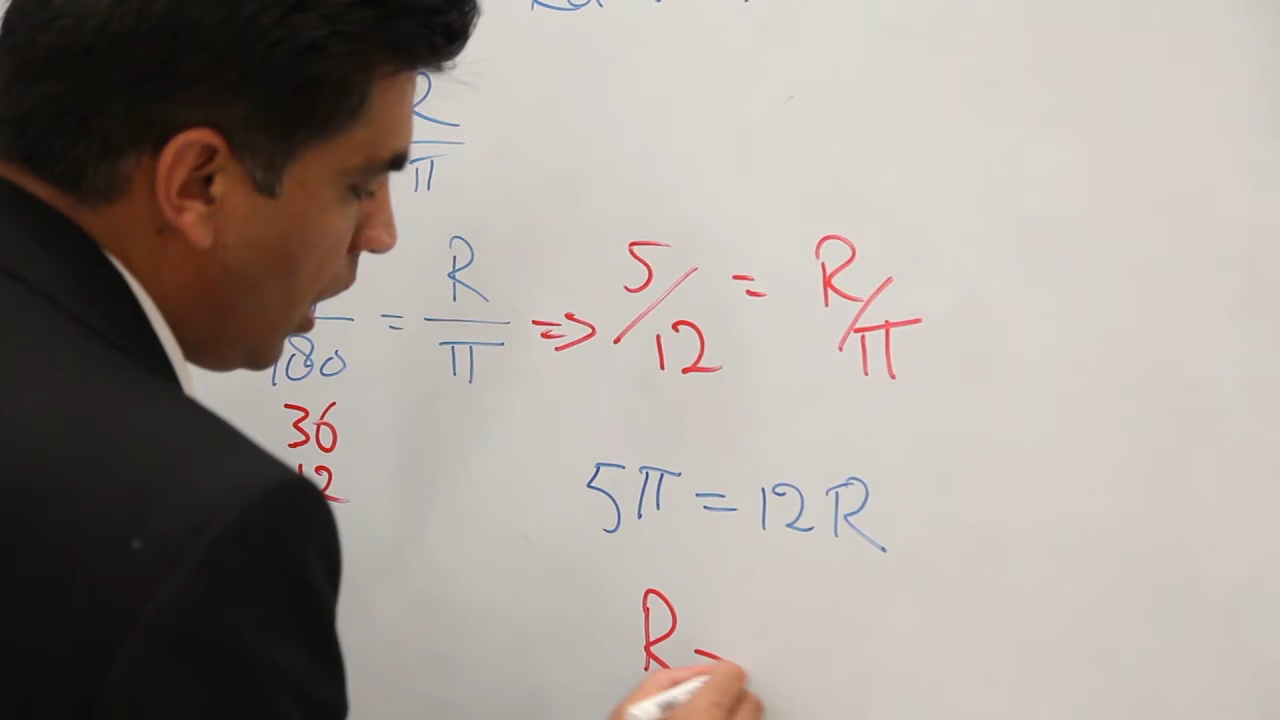 R
π
180 = R/π => 5/12 = R/π
36
12
5π = 12R
R =